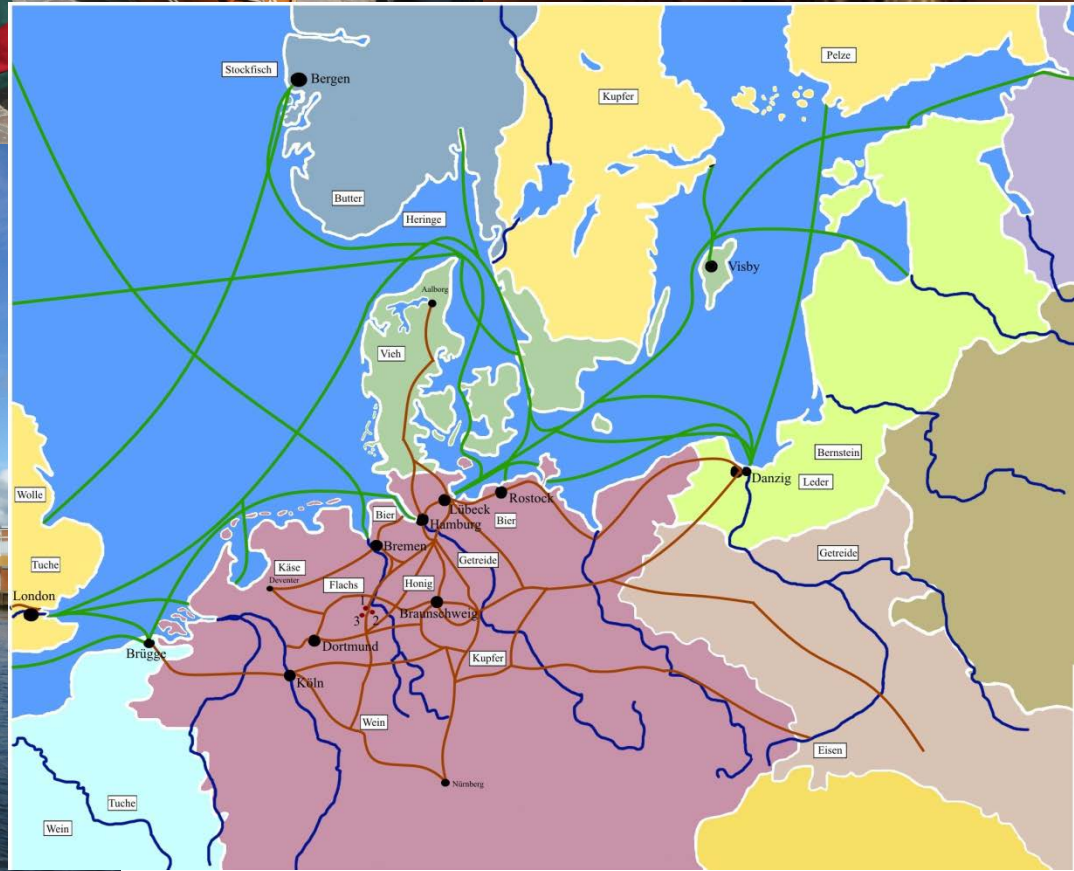 Pelze
Stockfisch
Bergen
Kupfer
Butter
Heringe
Visby
Aalborg
Vieh
Bernstein
Danzig
Leder
Wolle
Rostock
Lübeck
Bier
Hamburg
Bier
Bremen
Getreide
Getreide
Tuche
Käse
Deventer
Flachs
Honig
London
1
Braunschweig
3
2
Dortmund
Brügge
Kupfer
Köln
Wein
Eisen
Nürnberg
Tuche
Wein